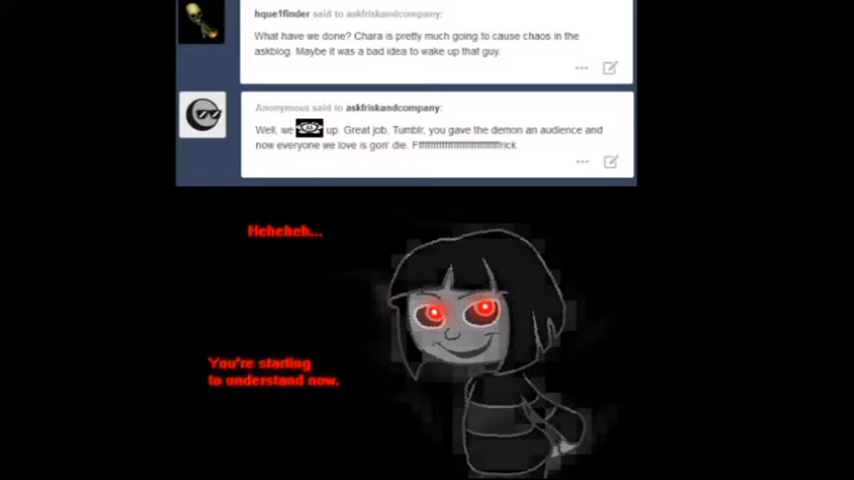 hque1finder said to askfriskandcompany:
What have we done? Chara is pretty much going to cause chaos in the
askblog. Maybe it was a bad idea to wake up that guy.
Anonymous said to askfriskandcompany:
Well, we up. Great job, Tumblr, you gave the demon an audience and
now everyone we love is gon' die.
Heheheh...
You're starting
to understand now.